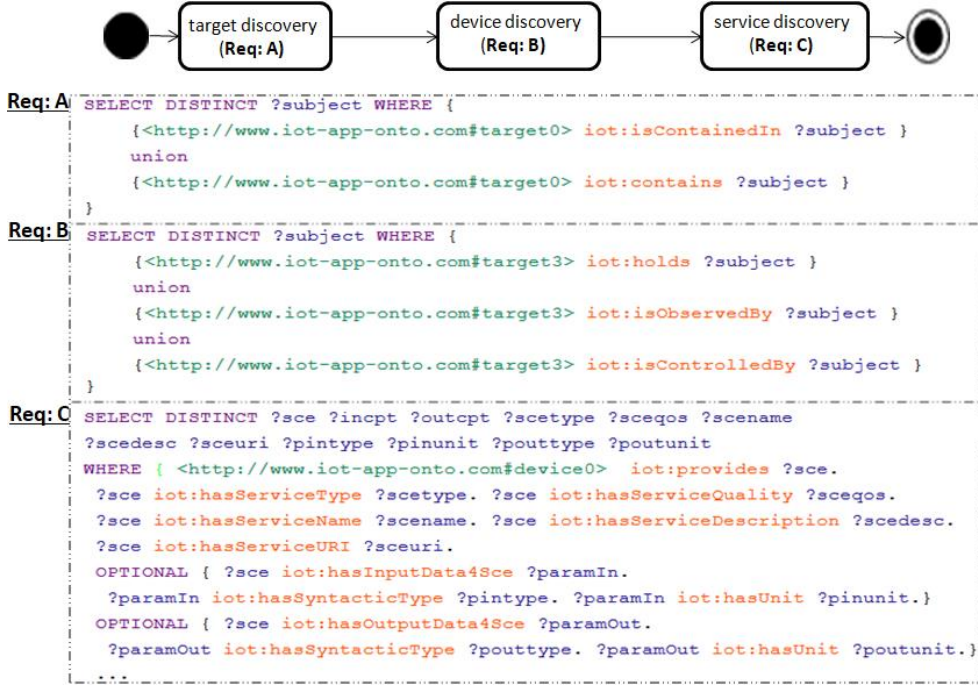 target discovery
(Req: A)
device discovery
(Req: B)
service discovery
(Req: C)
Req: A
SELECT DISTINCT ?subject WHERE {
{<http://www.iot-app-onto.com#target0> iot:isContainedIn ?subject }
union
{<http://www.iot-app-onto.com#target0> iot:contains ?subject }
}
Req: B
SELECT DISTINCT ?subject WHERE {
{<http://www.iot-app-onto.com#target3> iot:holds ?subject }
union
{<http://www.iot-app-onto.com#target3> iot:isObservedBy ?subject }
union
{<http://www.iot-app-onto.com#target3> iot:isControlledBy ?subject }
}
Req: C
SELECT DISTINCT ?sce ?incpt ?outcpt ?scetype ?sceqos ?scename
?scedesc ?sceuri ?pintype ?pinunit ?pouttype ?poutunit
WHERE { <http://www.iot-app-onto.com#device0> iot:provides ?sce.
?sce iot:hasServiceType ?scetype. ?sce iot:hasServiceQuality ?sceqos.
?sce iot:hasServiceName ?scename. ?sce iot:hasServiceDescription ?scedesc.
?sce iot:hasServiceURI ?sceuri.
OPTIONAL { ?sce iot:hasInputData4Sce ?paramIn.
?paramIn iot:hasSyntacticType ?pintype. ?paramIn iot:hasUnit ?pinunit.}
OPTIONAL { ?sce iot:hasOutputData4Sce ?paramOut.
?paramOut iot:hasSyntacticType ?pouttype. ?paramOut iot:hasUnit ?poutunit.}
...